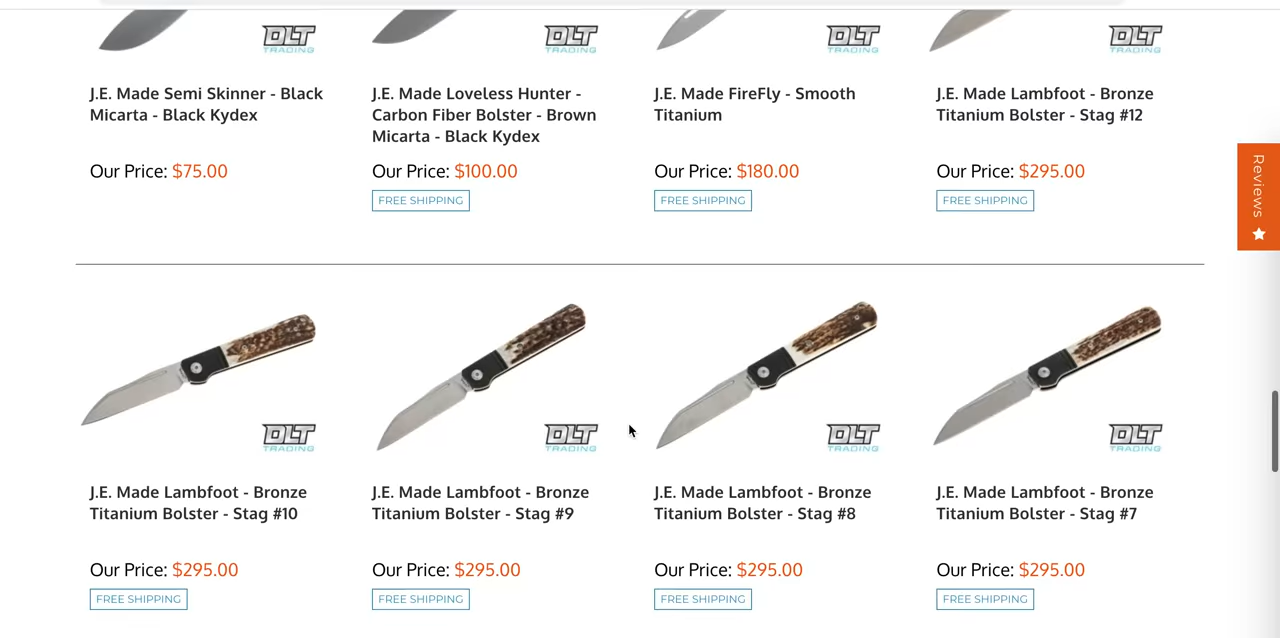 DLT
TRADING
DLT
TRADING
DLT
TRADING
DLT
TRADING
J.E. Made Semi Skinner - Black
Micarta - Black Kydex
Our Price: $75.00
J.E. Made Loveless Hunter -
Carbon Fiber Bolster - Brown
Micarta - Black Kydex
Our Price: $100.00
FREE SHIPPING
J.E. Made FireFly - Smooth
Titanium
Our Price: $180.00
FREE SHIPPING
J.E. Made Lambfoot - Bronze
Titanium Bolster - Stag #12
Our Price: $295.00
FREE SHIPPING
Reviews
DLT
TRADING
DLT
TRADING
DLT
TRADING
DLT
TRADING
J.E. Made Lambfoot - Bronze
Titanium Bolster - Stag #10
Our Price: $295.00
FREE SHIPPING
J.E. Made Lambfoot - Bronze
Titanium Bolster - Stag #9
Our Price: $295.00
FREE SHIPPING
J.E. Made Lambfoot - Bronze
Titanium Bolster - Stag #8
Our Price: $295.00
FREE SHIPPING
J.E. Made Lambfoot - Bronze
Titanium Bolster - Stag #7
Our Price: $295.00
FREE SHIPPING